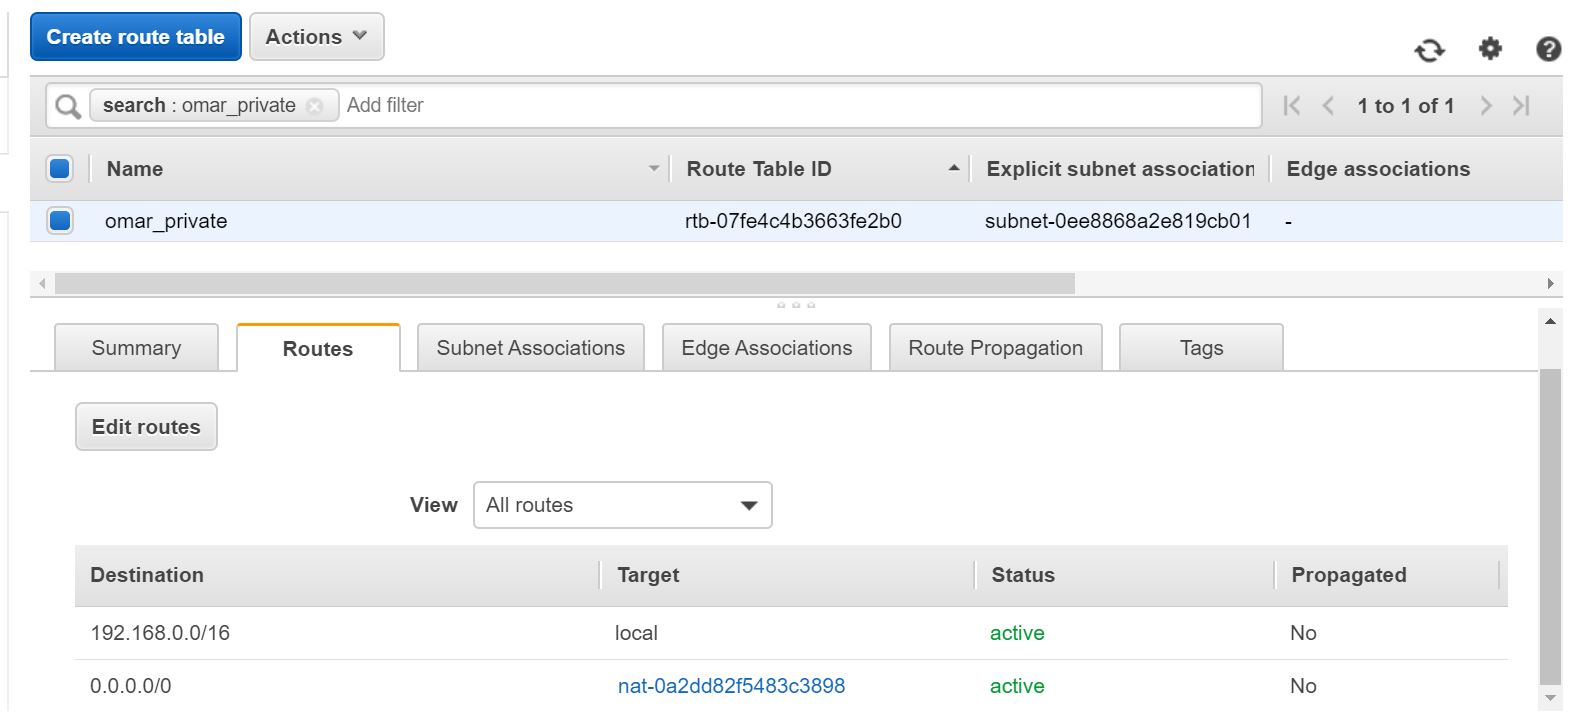 Create route table Actions
search : omar_private Add filter 1 to 1 of 1
Name Route Table ID Explicit subnet association Edge associations
omar_private rtb-07fe4c4b3663fe2b0 subnet-0ee8868a2e819cb01 -
Summary Routes Subnet Associations Edge Associations Route Propagation Tags
Edit routes
View All routes
Destination Target Status Propagated
192.168.0.0/16 local active No
0.0.0.0/0 nat-0a2dd82f5483c3898 active No